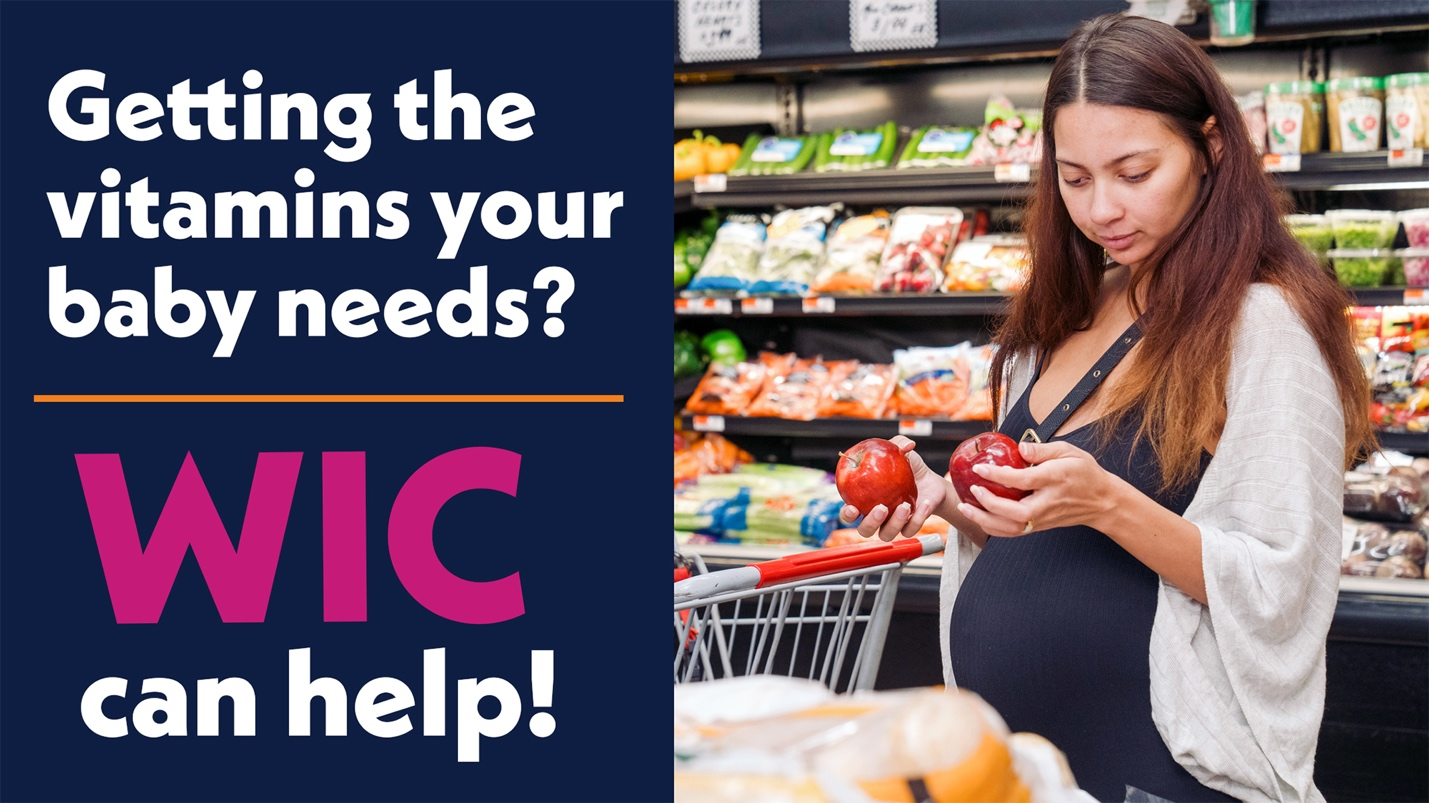 Getting the
vitamins your
baby needs?
WIC
can help!